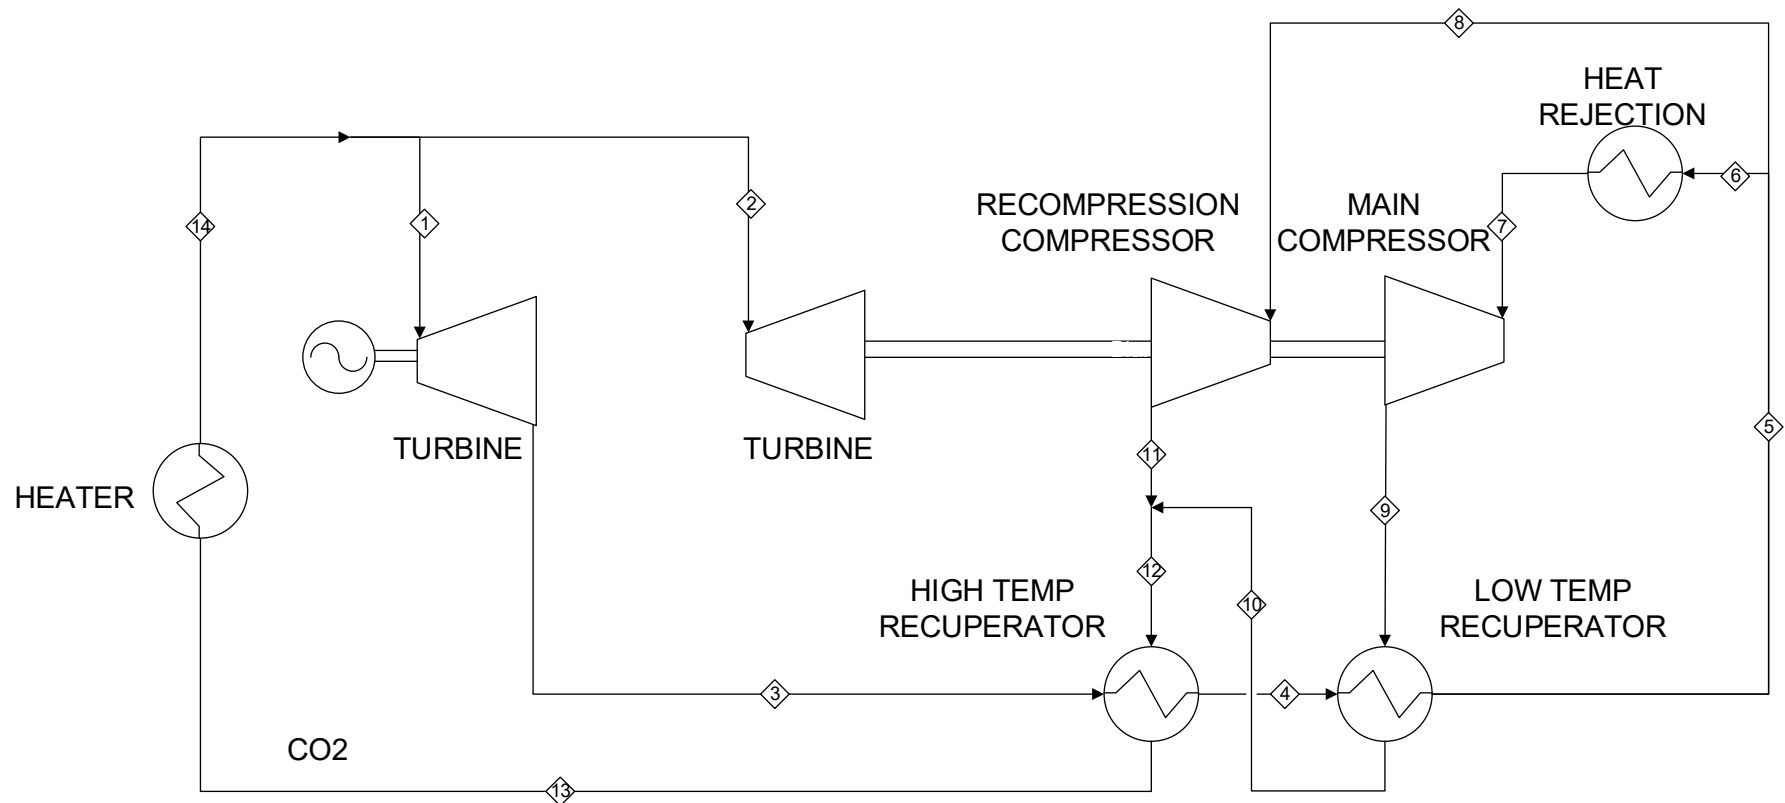 8
HEAT
REJECTION
6
RECOMPRESSION
COMPRESSOR
MAIN
COMPRESSOR
7
14
1
2
TURBINE
TURBINE
HEATER
5
11
9
12
10
HIGH TEMP
RECUPERATOR
LOW TEMP
RECUPERATOR
3
4
CO2
13